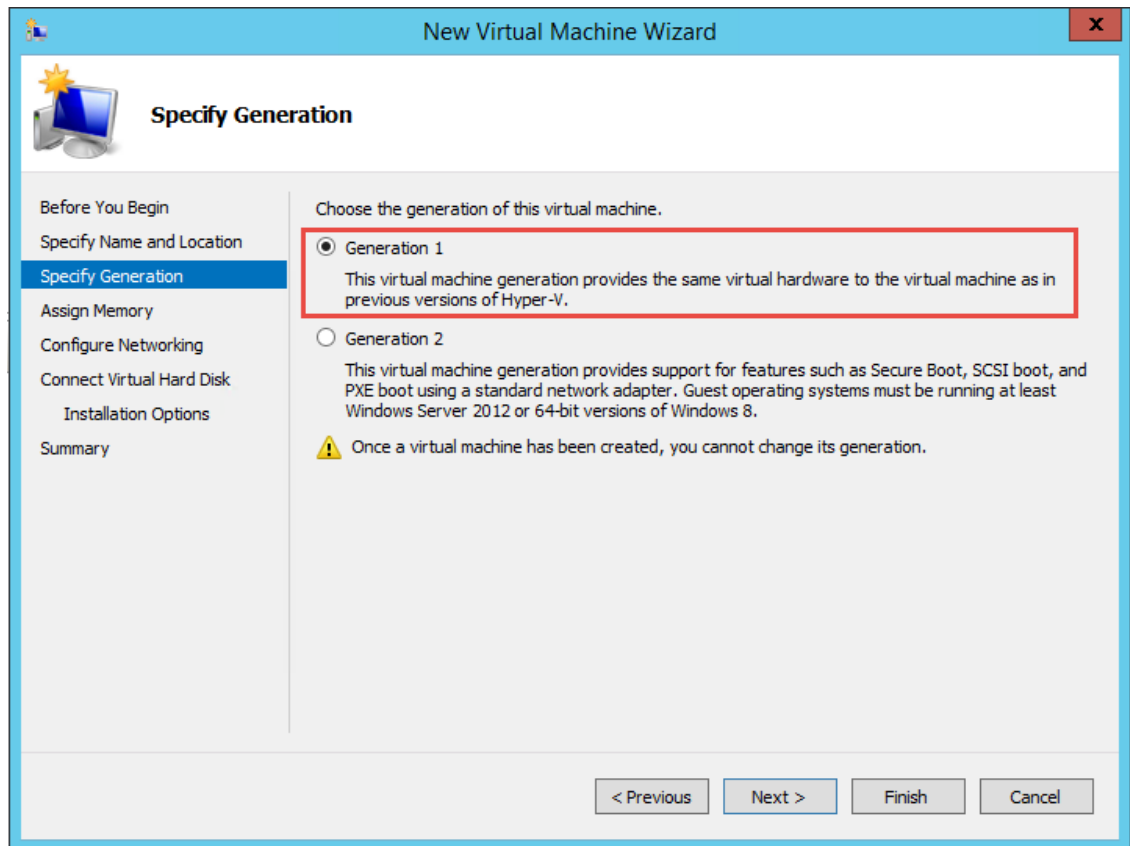 New Virtual Machine Wizard
x
Specify Generation
Before You Begin
Specify Name and Location
Specify Generation
Assign Memory
Configure Networking
Connect Virtual Hard Disk
Installation Options
Summary
Choose the generation of this virtual machine.
Generation 1
This virtual machine generation provides the same virtual hardware to the virtual machine as in
previous versions of Hyper-V.
Generation 2
This virtual machine generation provides support for features such as Secure Boot, SCSI boot, and
PXE boot using a standard network adapter. Guest operating systems must be running at least
Windows Server 2012 or 64-bit versions of Windows 8.
Once a virtual machine has been created, you cannot change its generation.
< Previous
Next >
Finish
Cancel